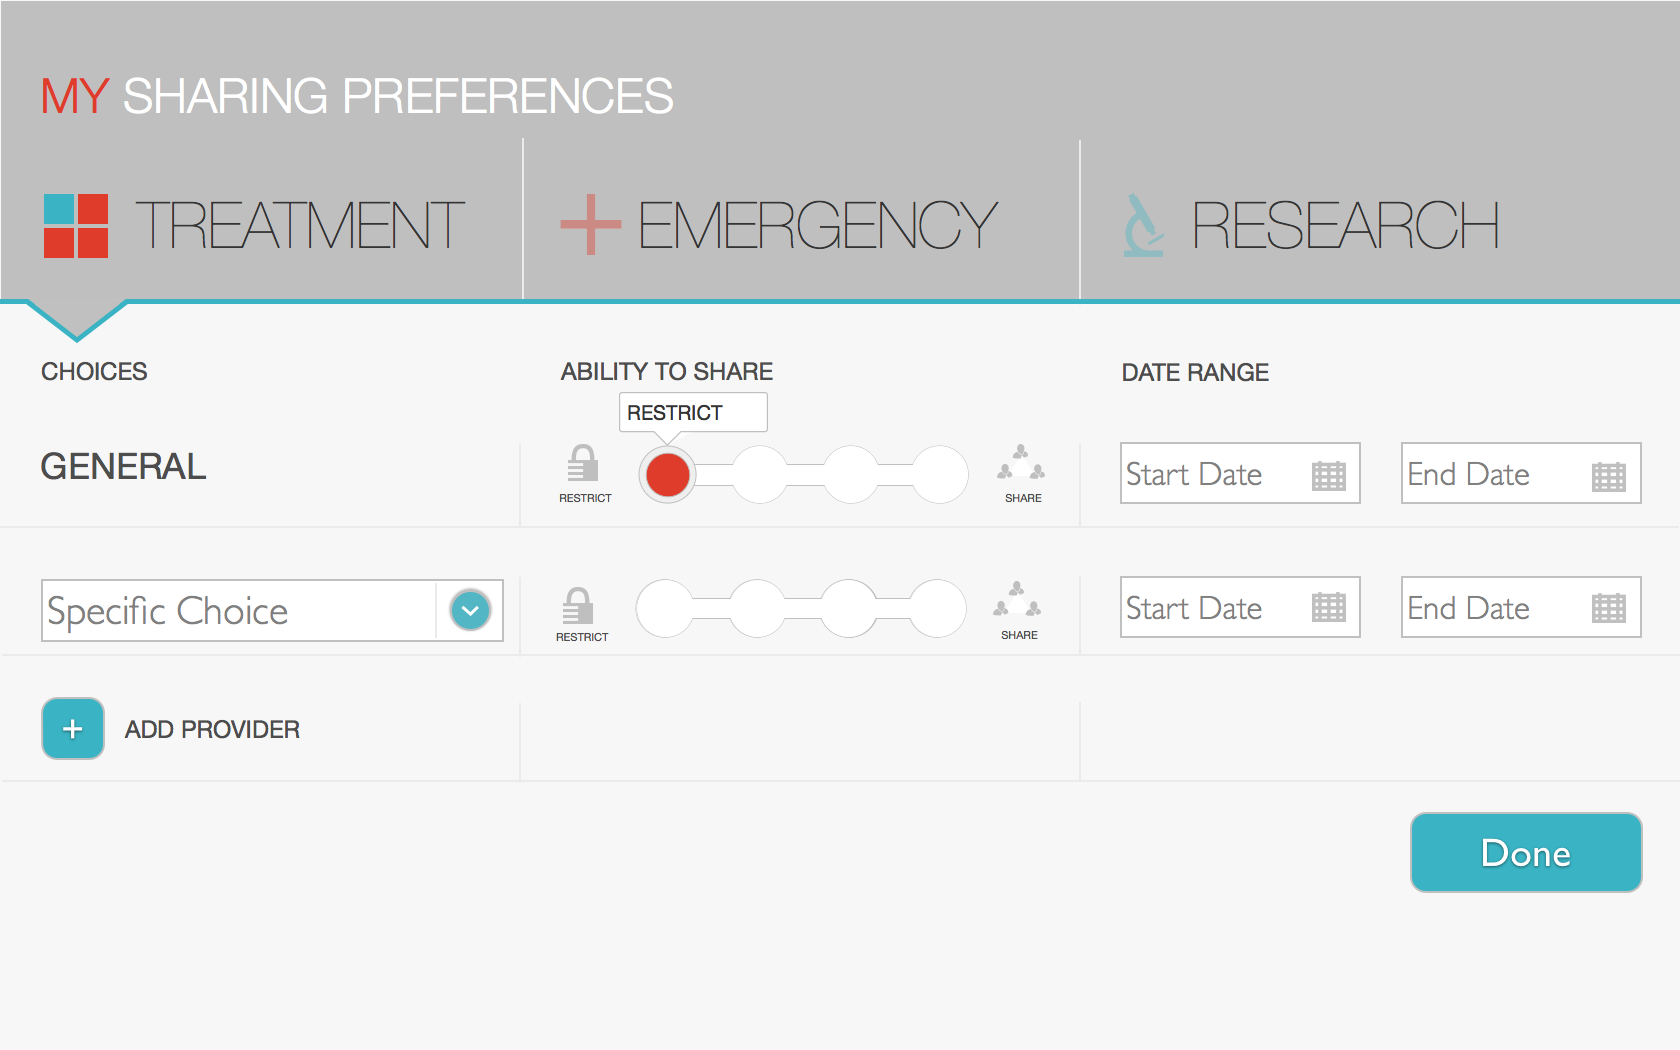 MY SHARING PREFERENCES
TREATMENT
EMERGENCY
RESEARCH
CHOICES
ABILITY TO SHARE
DATE RANGE
RESTRICT
GENERAL
RESTRICT
SHARE
Start Date
End Date
Specific Choice
RESTRICT
SHARE
Start Date
End Date
+ ADD PROVIDER
Done